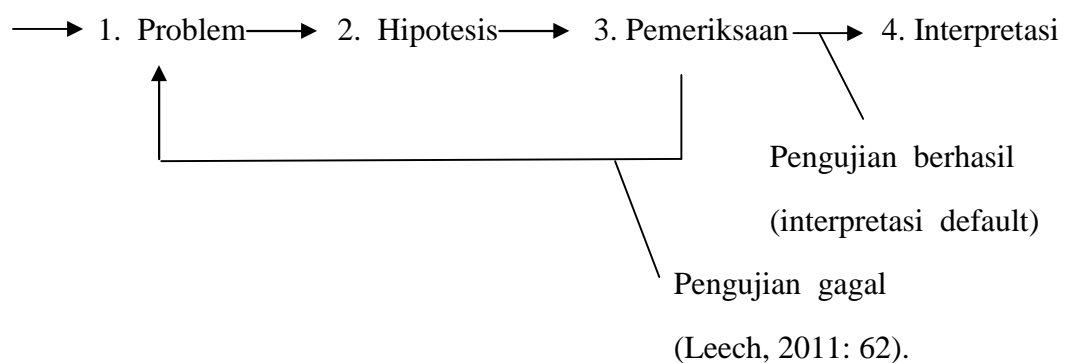 1. Problem 2. Hipotesis 3. Pemeriksaan 4. Interpretasi
Pengujian berhasil
(interpretasi default)
Pengujian gagal
(Leech, 2011: 62).